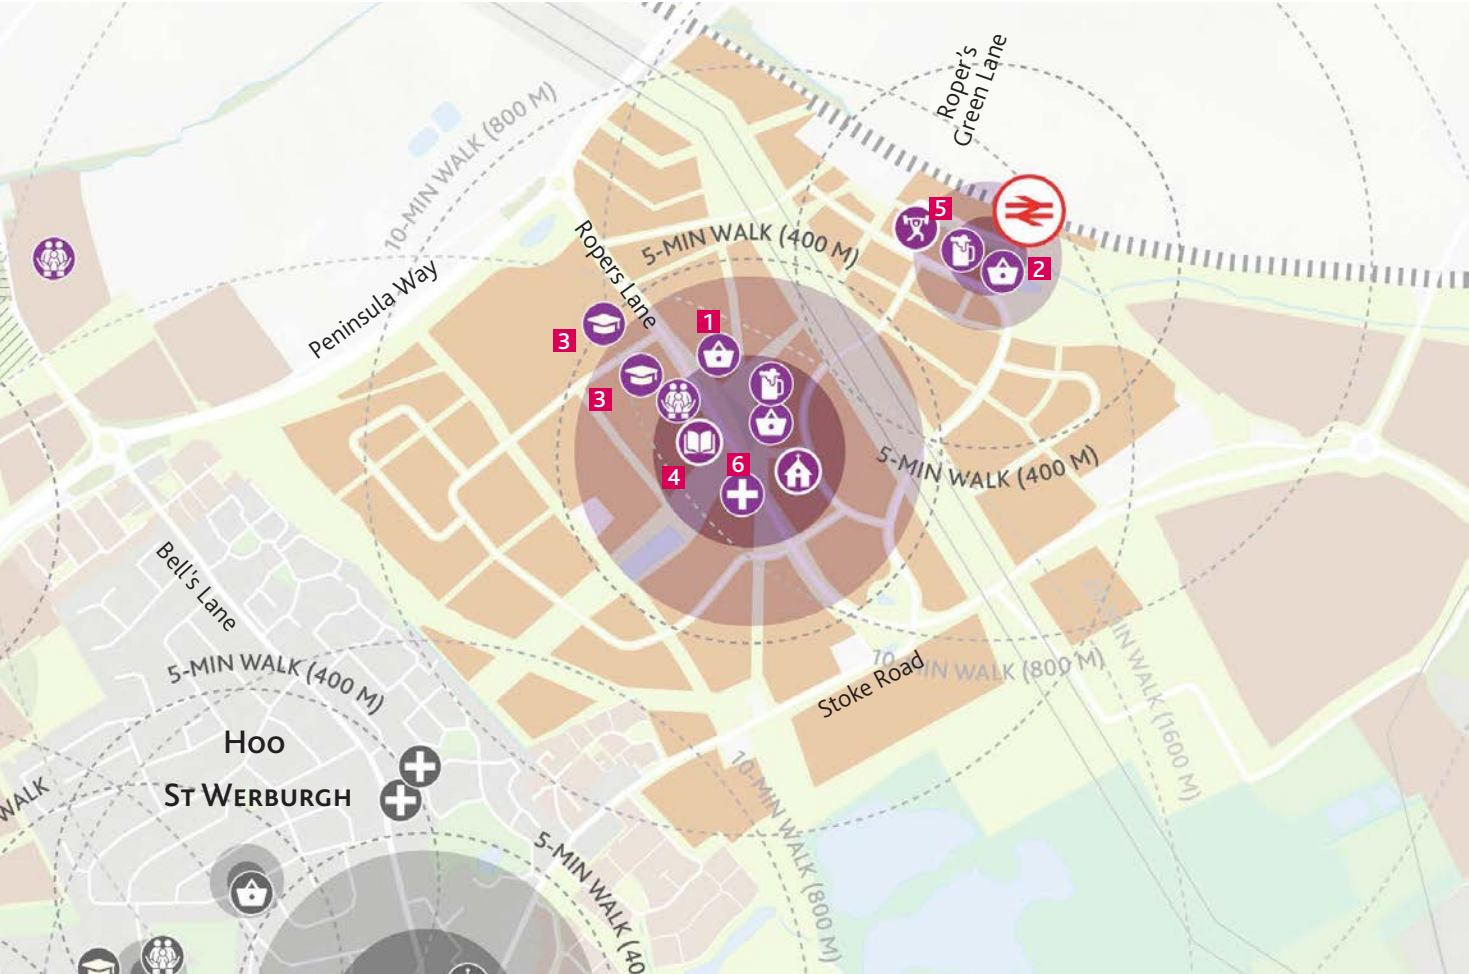 Roper's
Green Lane
10-MIN WALK (800 M)
5
5-MIN WALK (400 M)
2
Ropers Lane
Peninsula Way
1
3
3
5-MIN WALK (400 M)
6
4
Bell's Lane
5-MIN WALK (400 M)
10-MIN WALK (800 M)
Stoke Road
MIN WALK (1600 M)
Hoo
St Werburgh
WALK
10-MIN WALK (800 M)
5-MIN WALK (40